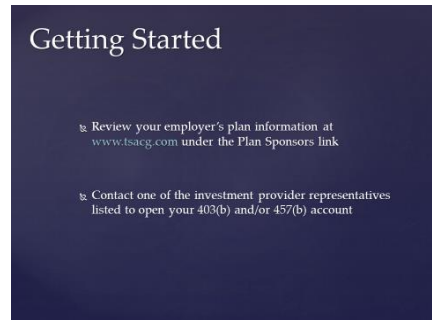 Getting Started
Review your employer's plan information at
www.tsacg.com under the Plan Sponsors link
Contact one of the investment provider representatives
listed to open your 403(b) and/or 457(b) account